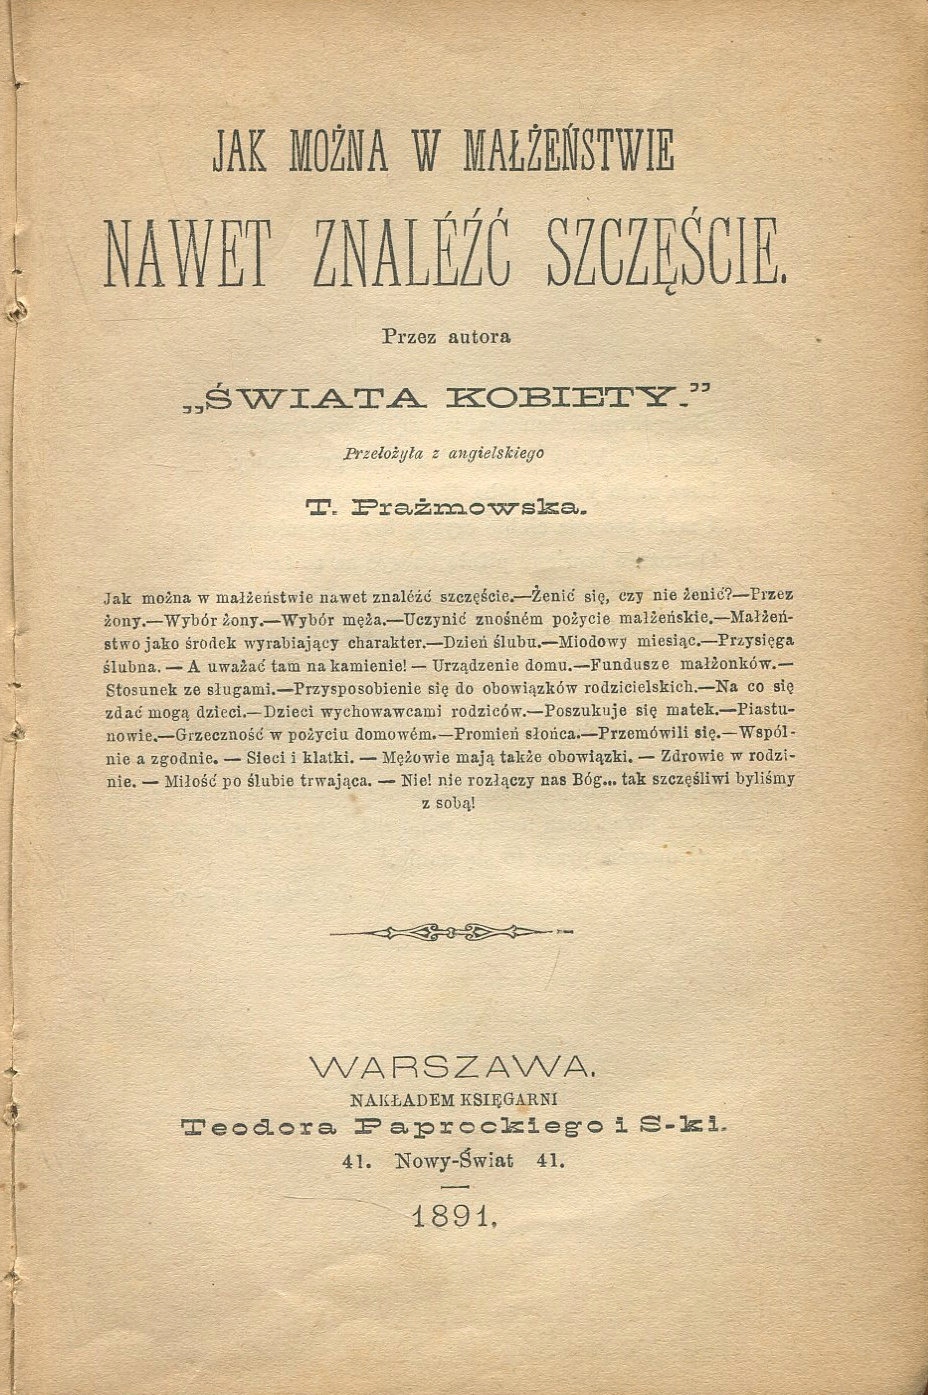 JAK MOŻNA W MAŁŻEŃSTWIE
NAWET ZNALÉŹĆ SZCZĘŚCIE.
Przez autora
„ŚWIATA KOBIETY.”
Przełożyła z angielskiego
T. Prażmowska.
Jak można w małżeństwie nawet znaléźć szczęście.—Żenić się, czy nie żenić?—Przez
żony.—Wybór żony.—Wybór męża.—Uczynić znośném pożycie małżeńskie.—Małżeń-
stwo jako środek wyrabiający charakter.—Dzień ślubu.—Miodowy miesiąc.—Przysięga
ślubna. — A uważać tam na kamienie! — Urządzenie domu.—Fundusze małżonków.—
Stosunek ze sługami.—Przysposobienie się do obowiązków rodzicielskich.—Na co się
zdać mogą dzieci.—Dzieci wychowawcami rodziców.—Poszukuje się matek.—Piastu-
nowie.—Grzeczność w pożyciu domowém.—Promień słońca.—Przemówili się.—Wspól-
nie a zgodnie. — Sieci i klatki. — Mężowie mają także obowiązki. — Zdrowie w rodzi-
nie. — Miłość po ślubie trwająca. — Nie! nie rozłączy nas Bóg... tak szczęśliwi byliśmy
z sobą!
WARSZAWA.
NAKŁADEM KSIĘGARNI
Teodora Paprockiego i S-ki.
41. Nowy-Świat 41.
1891.